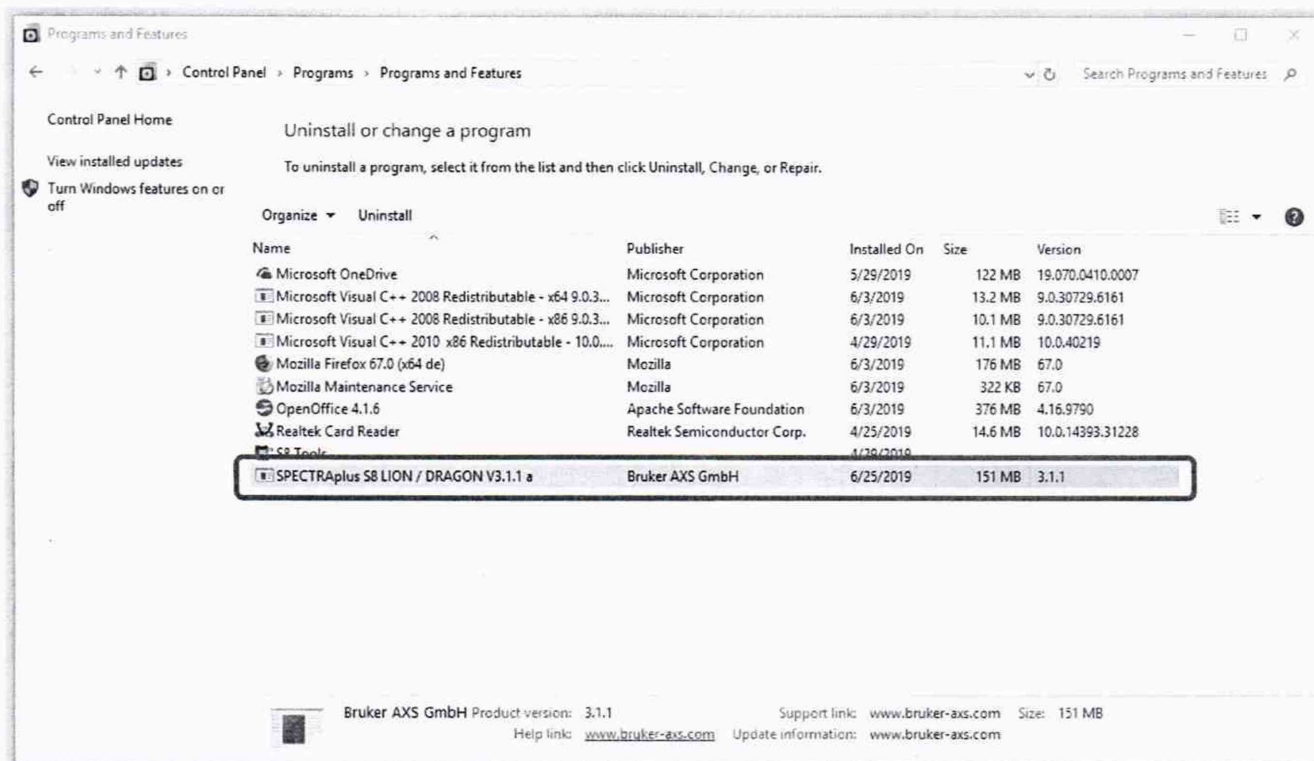 Programs and Features
Control Panel › Programs › Programs and Features
Search Programs and Features
Control Panel Home
View installed updates
Turn Windows features on or
off
Uninstall or change a program
To uninstall a program, select it from the list and then click Uninstall, Change, or Repair.
Organize Uninstall
Name Publisher Installed On Size Version
Microsoft OneDrive Microsoft Corporation 5/29/2019 122 MB 19.070.0410.0007
Microsoft Visual C++ 2008 Redistributable - x64 9.0.3... Microsoft Corporation 6/3/2019 13.2 MB 9.0.30729.6161
Microsoft Visual C++ 2008 Redistributable - x86 9.0.3... Microsoft Corporation 6/3/2019 10.1 MB 9.0.30729.6161
Microsoft Visual C++ 2010 x86 Redistributable - 10.0.... Microsoft Corporation 4/29/2019 11.1 MB 10.0.40219
Mozilla Firefox 67.0 (x64 de) Mozilla 6/3/2019 176 MB 67.0
Mozilla Maintenance Service Mozilla 6/3/2019 322 KB 67.0
OpenOffice 4.1.6 Apache Software Foundation 6/3/2019 376 MB 4.16.9790
Realtek Card Reader Realtek Semiconductor Corp. 4/25/2019 14.6 MB 10.0.14393.31228
S8 Tools 4/29/2019
SPECTRAplus S8 LION / DRAGON V3.1.1 a Bruker AXS GmbH 6/25/2019 151 MB 3.1.1
Bruker AXS GmbH Product version: 3.1.1 Support link: www.bruker-axs.com Size: 151 MB
Help link: www.bruker-axs.com Update information: www.bruker-axs.com